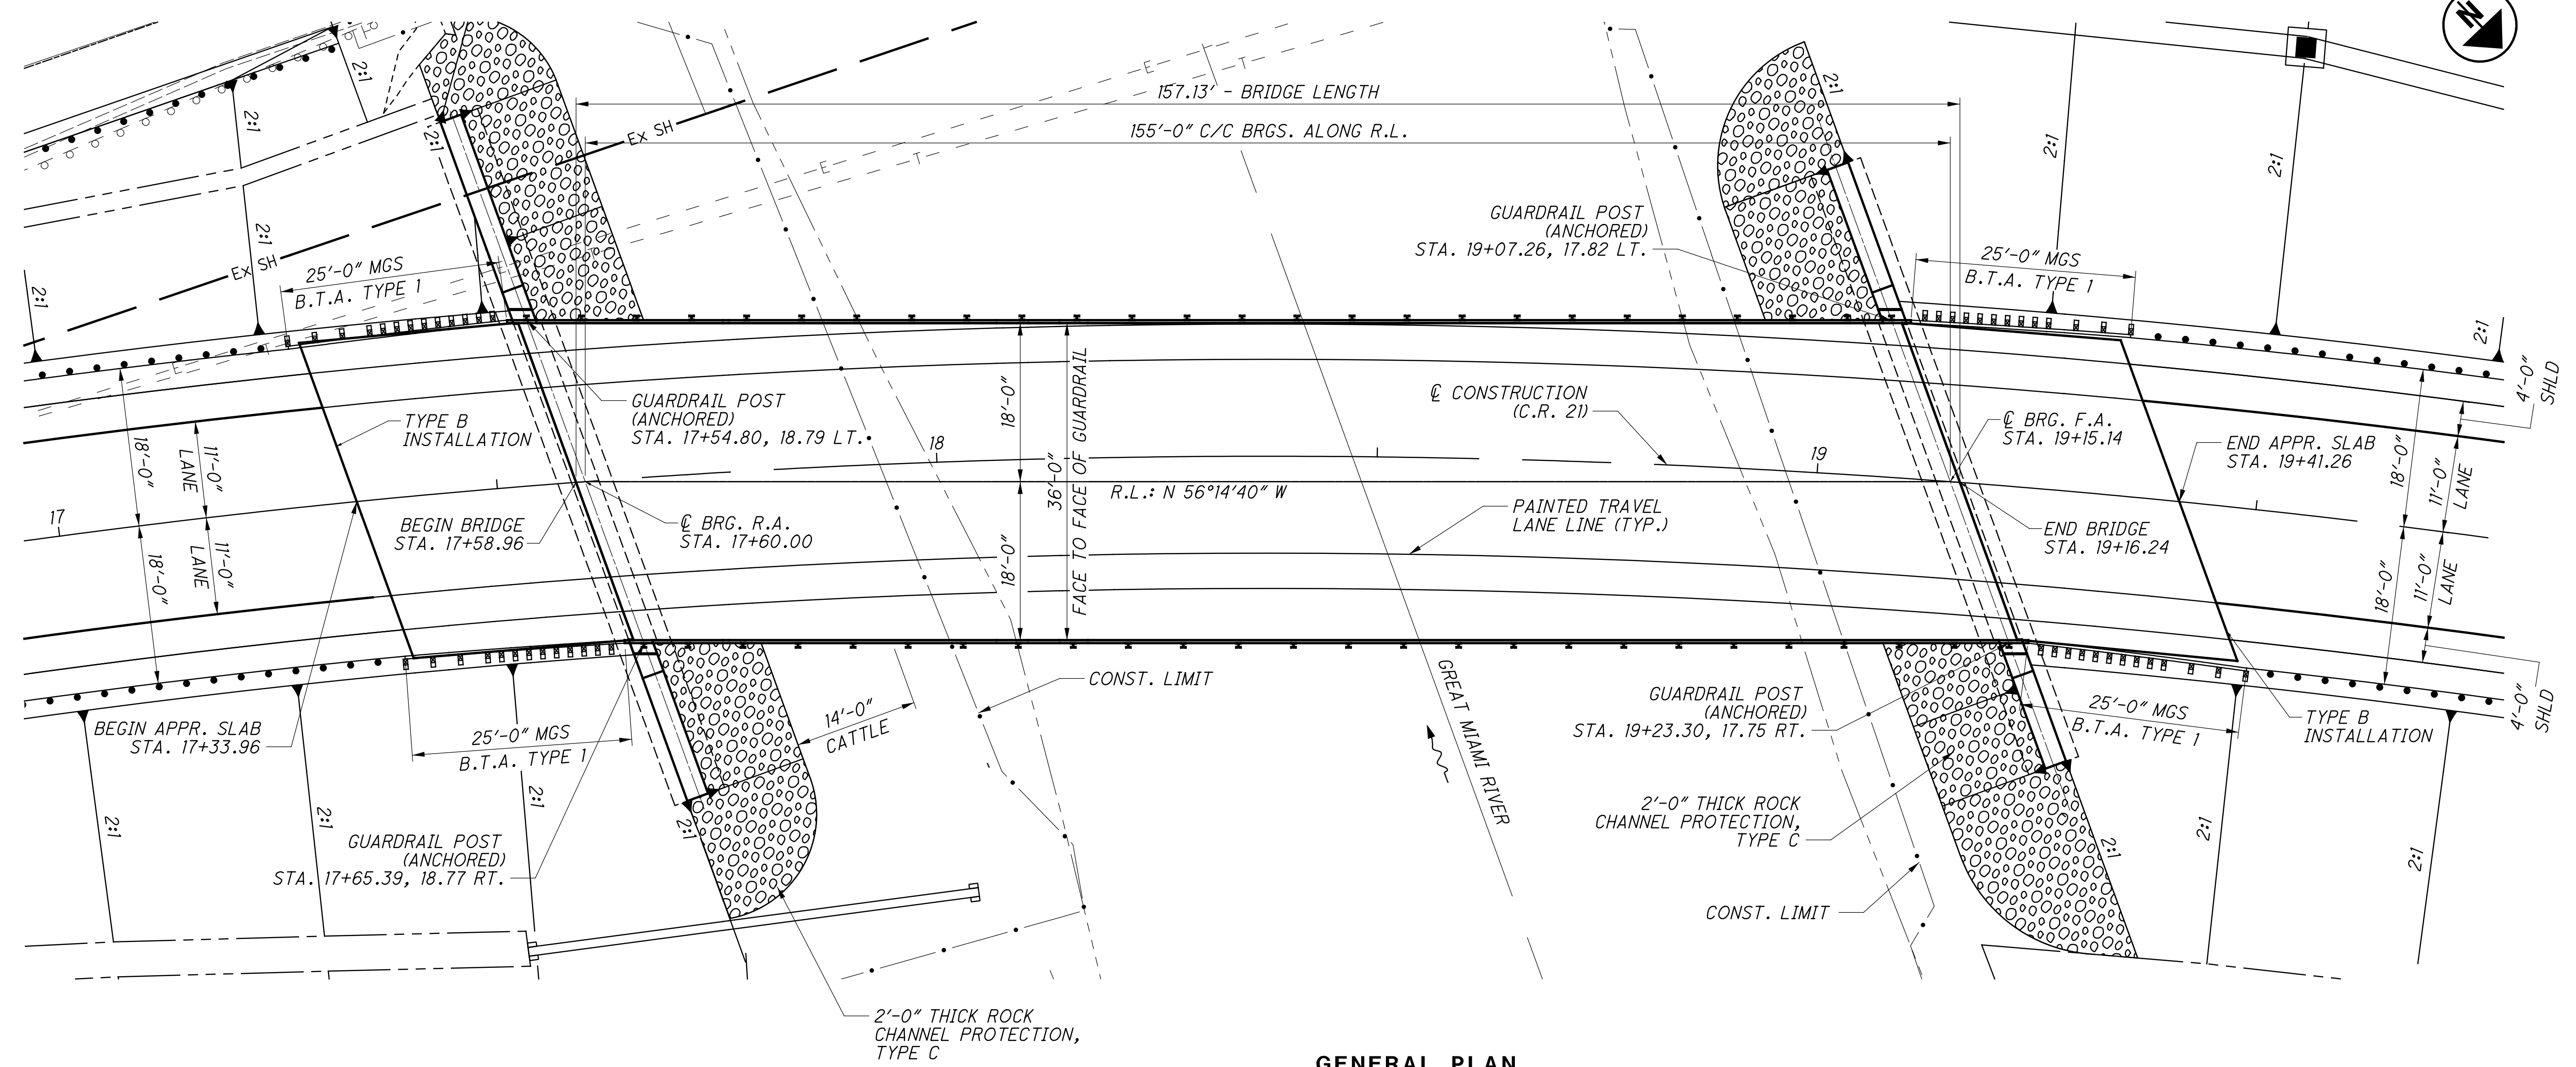 N
2:1
2:1
2:1
2:1
2:1
E
T
157.13' - BRIDGE LENGTH
155'-0" C/C BRGS. ALONG R.L.
Ex SH
E
T
2:1
2:1
2:1
GUARDRAIL POST
(ANCHORED)
STA. 19+07.26, 17.82 LT.
Ex SH
25'-0" MGS
B.T.A. TYPE 1
25'-0" MGS
B.T.A. TYPE 1
2:1
2:1
E
T
4'-0"
SHLD
18'-0"
11'-0"
LANE
TYPE B
INSTALLATION
GUARDRAIL POST
(ANCHORED)
STA. 17+54.80, 18.79 LT.
18
18'-0"
36'-0"
FACE TO FACE OF GUARDRAIL
℄ CONSTRUCTION
(C.R. 21)
19
℄ BRG. F.A.
STA. 19+15.14
END APPR. SLAB
STA. 19+41.26
18'-0"
11'-0"
LANE
17
R.L.: N 56°14'40" W
BEGIN BRIDGE
STA. 17+58.96
℄ BRG. R.A.
STA. 17+60.00
PAINTED TRAVEL
LANE LINE (TYP.)
END BRIDGE
STA. 19+16.24
18'-0"
11'-0"
LANE
18'-0"
18'-0"
11'-0"
LANE
CONST. LIMIT
GREAT MIAMI RIVER
GUARDRAIL POST
(ANCHORED)
STA. 19+23.30, 17.75 RT.
25'-0" MGS
B.T.A. TYPE 1
TYPE B
INSTALLATION
4'-0"
SHLD
BEGIN APPR. SLAB
STA. 17+33.96
25'-0" MGS
B.T.A. TYPE 1
14'-0"
CATTLE
2:1
2:1
2:1
2:1
2'-0" THICK ROCK
CHANNEL PROTECTION,
TYPE C
2:1
2:1
2:1
GUARDRAIL POST
(ANCHORED)
STA. 17+65.39, 18.77 RT.
CONST. LIMIT
2'-0" THICK ROCK
CHANNEL PROTECTION,
TYPE C
GENERAL PLAN